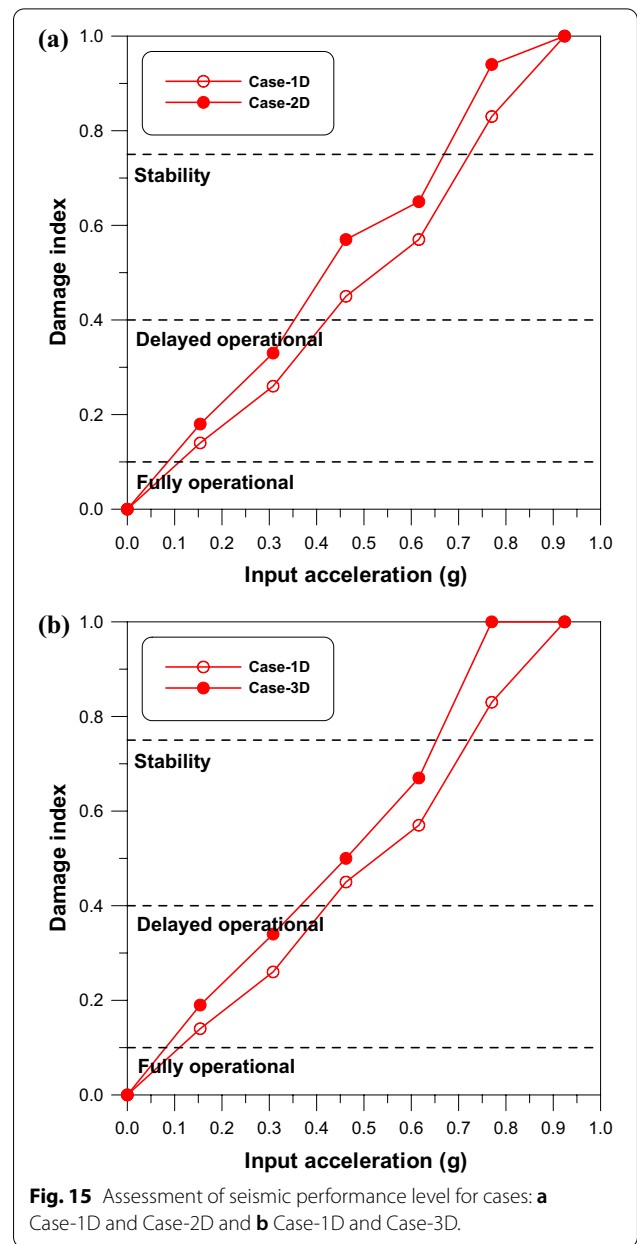 (a)
1.0
Case-1D
Case-2D
0.8
Stability
0.6
Damage index
0.4
Delayed operational
0.2
Fully operational
0.0
0.0 0.1 0.2 0.3 0.4 0.5 0.6 0.7 0.8 0.9 1.0
Input acceleration (g)
(b)
1.0
Case-1D
Case-3D
0.8
Stability
0.6
Damage index
0.4
Delayed operational
0.2
Fully operational
0.0
0.0 0.1 0.2 0.3 0.4 0.5 0.6 0.7 0.8 0.9 1.0
Input acceleration (g)
Fig. 15 Assessment of seismic performance level for cases: a
Case-1D and Case-2D and b Case-1D and Case-3D.